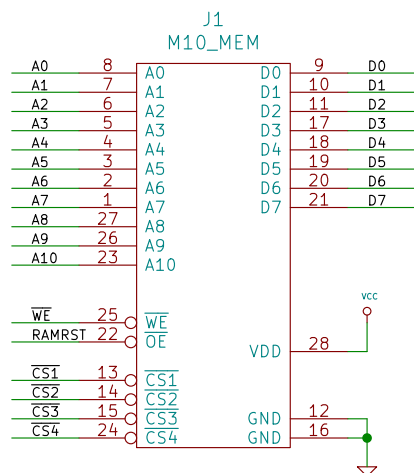 J1
M10_MEM
A0 8 A0 D0 9 D0
A1 7 A1 D1 10 D1
A2 6 A2 D2 11 D2
A3 5 A3 D3 17 D3
A4 4 A4 D4 18 D4
A5 3 A5 D5 19 D5
A6 2 A6 D6 20 D6
A7 1 A7 D7 21 D7
A8 27 A8
A9 26 A9
A10 23 A10
vcc
WE 25 WE
RAMRST 22 OE
VDD 28
CS1 13 CS1
CS2 14 CS2
CS3 15 CS3 GND 12
CS4 24 CS4 GND 16